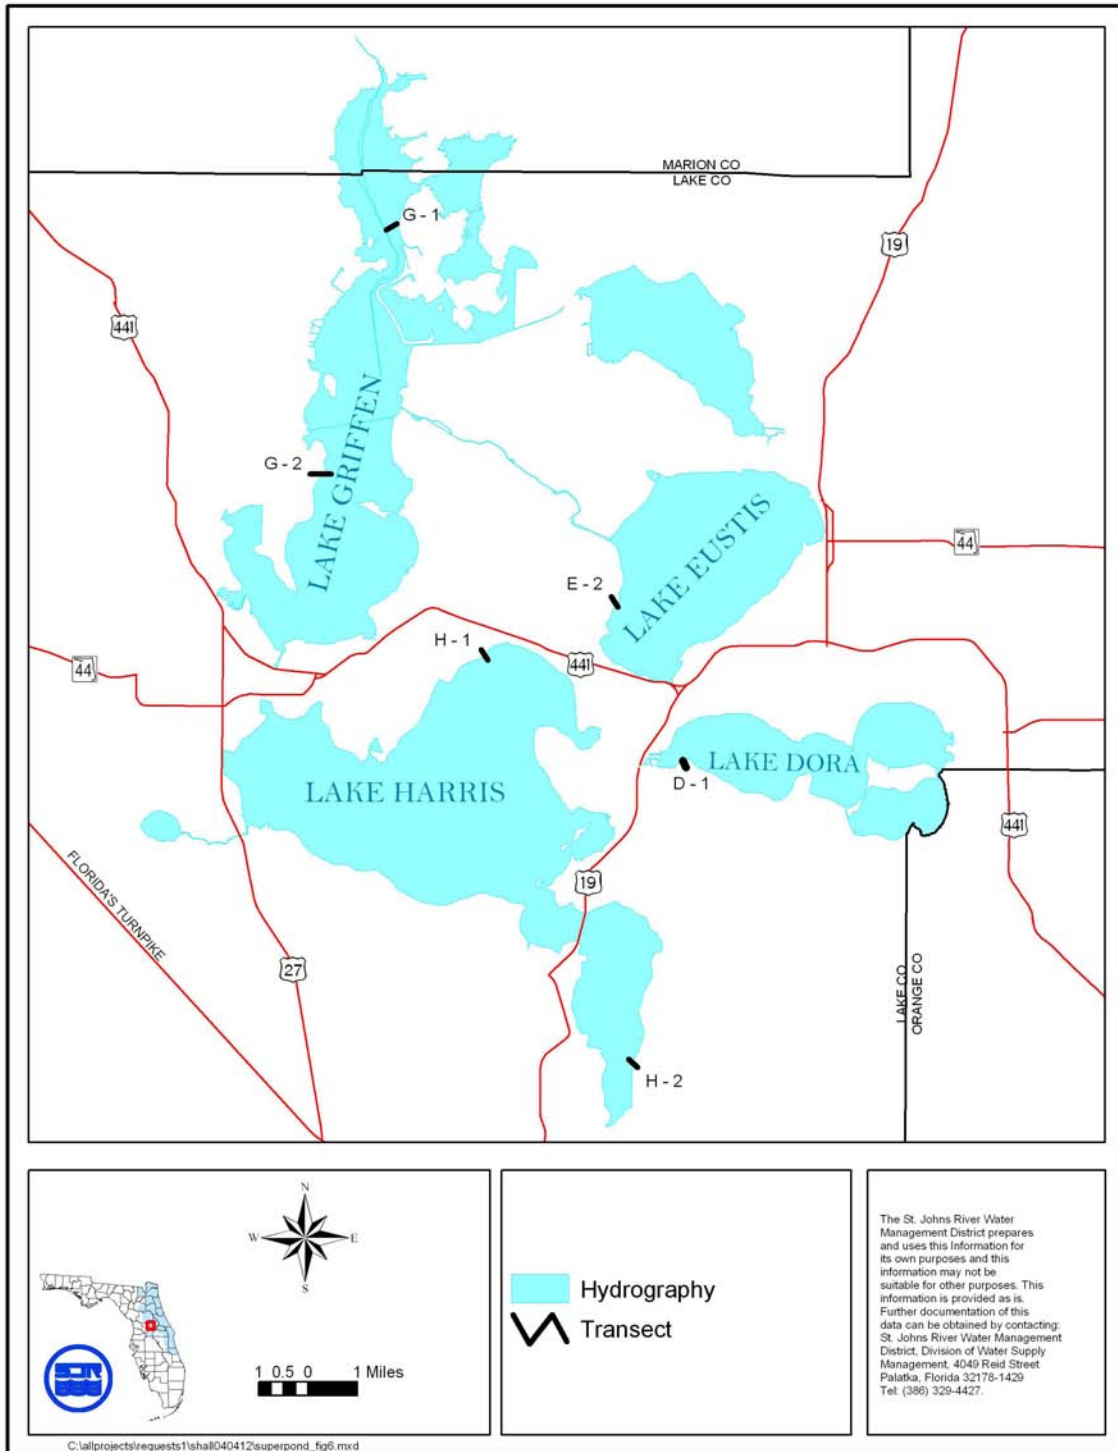 MARION CO
LAKE CO
G - 1
19
441
LAKE GRIFFEN
G - 2
LAKE EUSTIS
44
E - 2
H - 1
441
44
LAKE DORA
D - 1
LAKE HARRIS
441
FLORIDA'S TURNPIKE
19
27
LAKE CO
ORANGE CO
H - 2
N
W
E
S
1 0.5 0 1 Miles
Hydrography
Transect
The St. Johns River Water
Management District prepares
and uses this Information for
its own purposes and this
information may not be
suitable for other purposes. This
information is provided as is.
Further documentation of this
data can be obtained by contacting:
St. Johns River Water Management
District, Division of Water Supply
Management, 4049 Reid Street
Palatka, Florida 32178-1429
Tel: (386) 329-4427.
C:\allprojects\requests1\shall040412\superpond_fig6.mxd